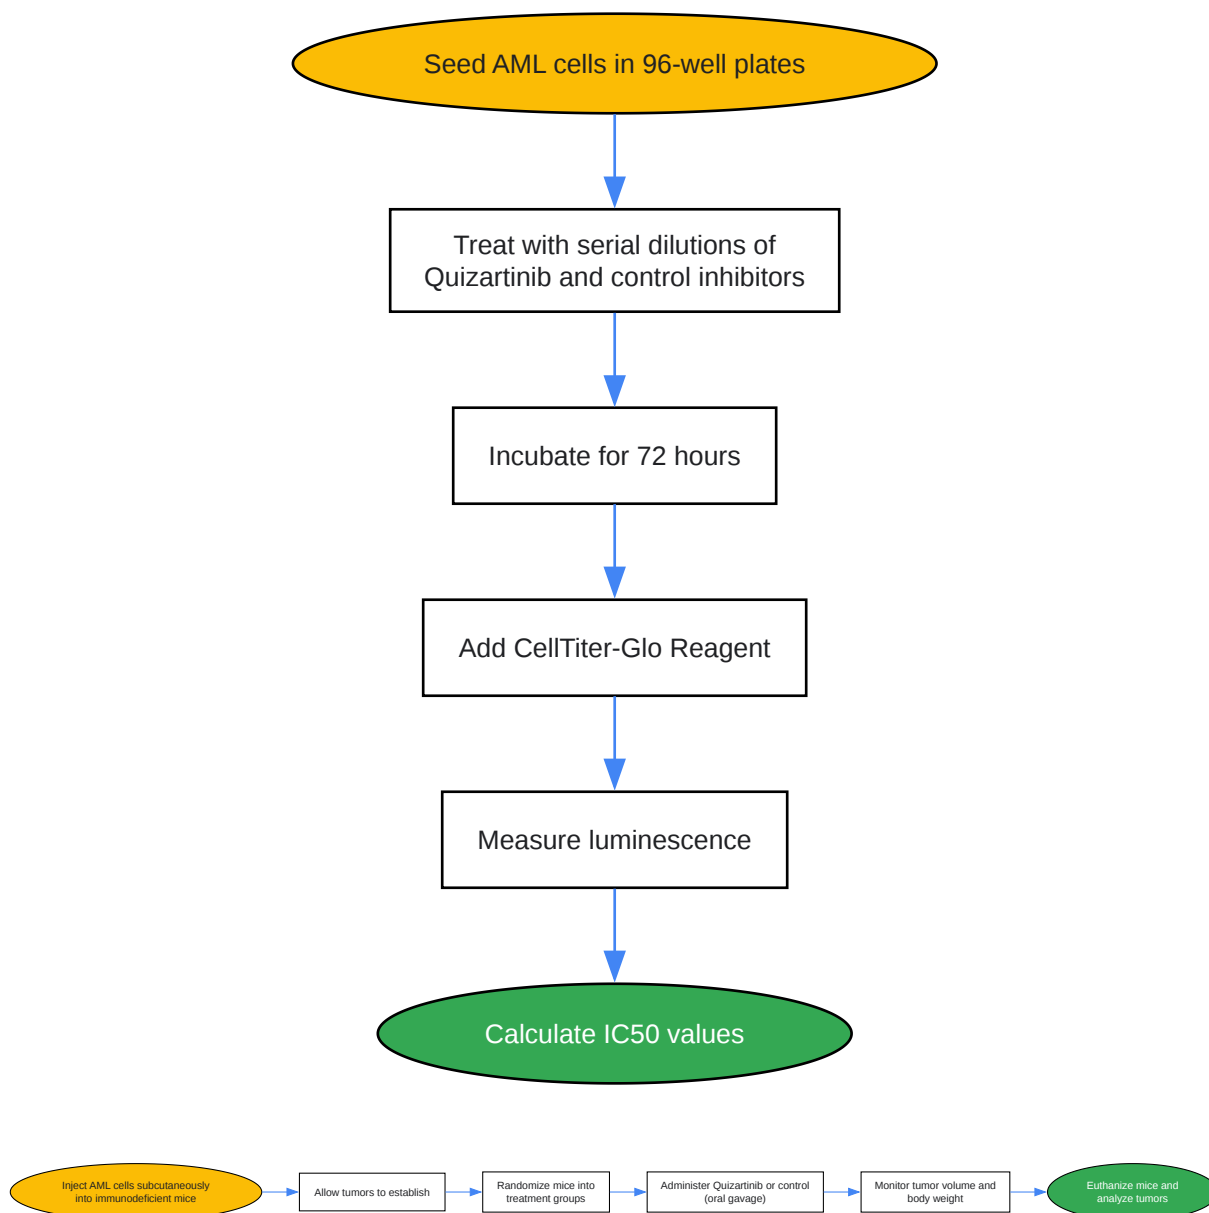 Seed AML cells in 96-well plates
Treat with serial dilutions of
Quizartinib and control inhibitors
Incubate for 72 hours
Add CellTiter-Glo Reagent
Measure luminescence
Calculate IC50 values
Inject AML cells subcutaneously
into immunodeficient mice
Allow tumors to establish
Randomize mice into
treatment groups
Administer Quizartinib or control
(oral gavage)
Monitor tumor volume and
body weight
Euthanize mice and
analyze tumors